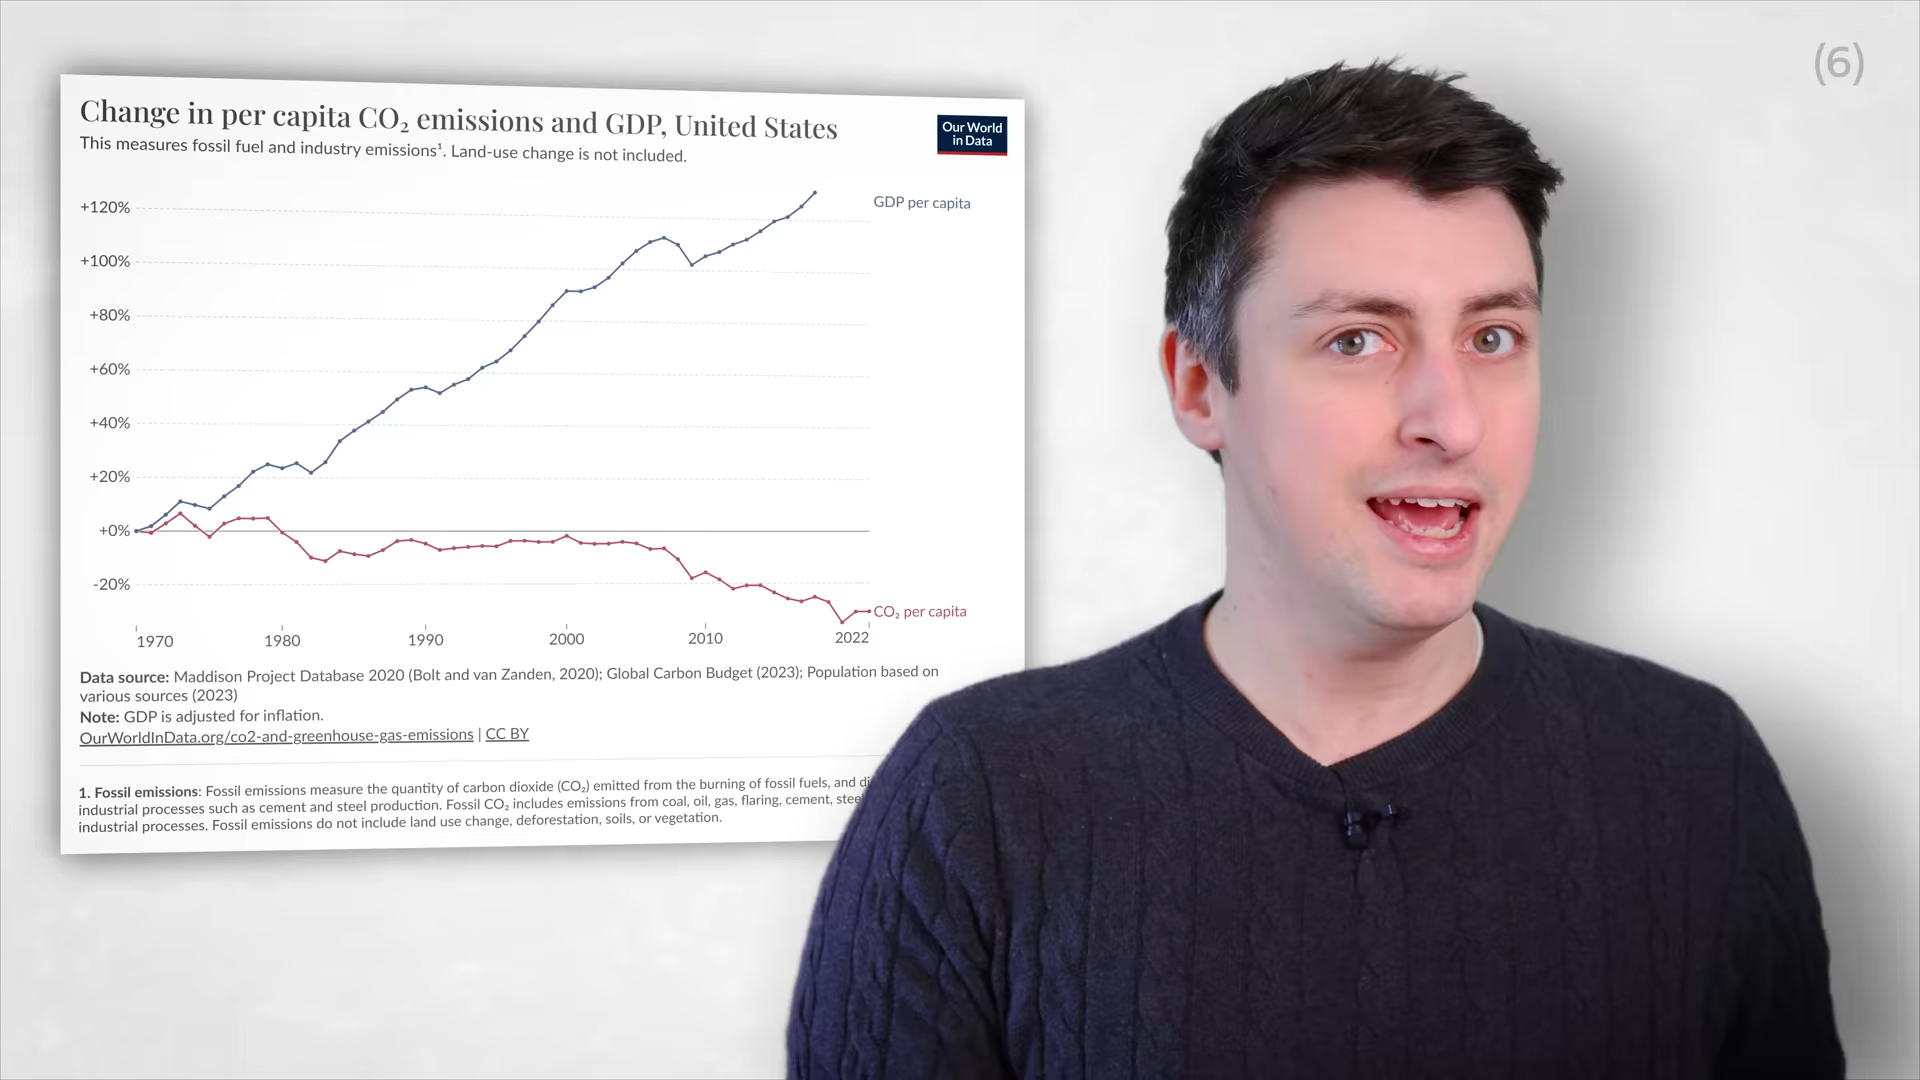 (6)
Change in per capita CO₂ emissions and GDP, United States
This measures fossil fuel and industry emissions¹. Land-use change is not included.
Our World
in Data
+120%
+100%
+80%
+60%
+40%
+20%
+0%
-20%
GDP per capita
CO₂ per capita
1970 1980 1990 2000 2010 2022
Data source: Maddison Project Database 2020 (Bolt and van Zanden, 2020); Global Carbon Budget (2023); Population based on
various sources (2023)
Note: GDP is adjusted for inflation.
OurWorldInData.org/co2-and-greenhouse-gas-emissions | CC BY
1. Fossil emissions: Fossil emissions measure the quantity of carbon dioxide (CO₂) emitted from the burning of fossil fuels, and
industrial processes such as cement and steel production. Fossil CO₂ includes emissions from coal, oil, gas, flaring, cement,
industrial processes. Fossil emissions do not include land use change, deforestation, soils, or vegetation.